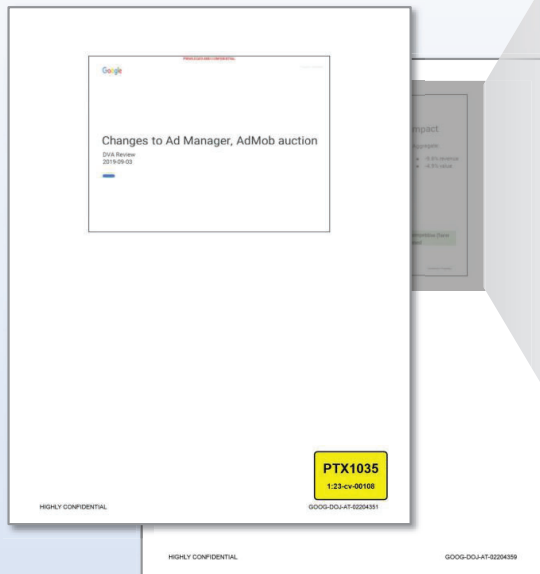 PRIVILEGED AND CONFIDENTIAL
Google
Changes to Ad Manager, AdMob auction
DVA Review
2019-09-03
mpact
PTX1035
1:23-cv-00108
HIGHLY CONFIDENTIAL
GOOG-DOJ-AT-02204351
HIGHLY CONFIDENTIAL
GOOG-DOJ-AT-02204359